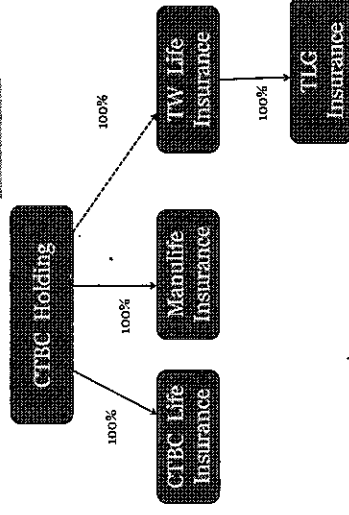 CTBC Holding
100%
100%
100%
CTBC Life
Insurance
Manulife
Insurance
TW Life
Insurance
100%
TLG
Insurance